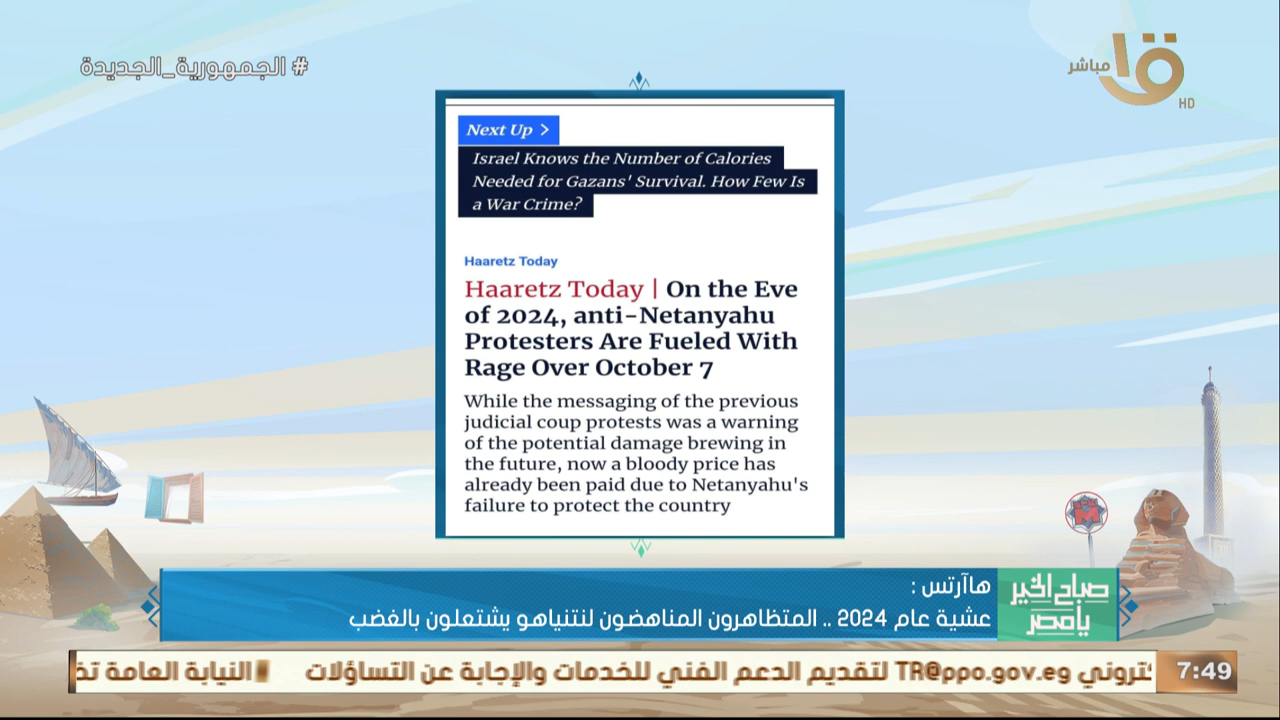 # الجمهورية_الجديدة
مباشر
HD
Next Up >
Israel Knows the Number of Calories
Needed for Gazans' Survival. How Few Is
a War Crime?
Haaretz Today
Haaretz Today | On the Eve
of 2024, anti-Netanyahu
Protesters Are Fueled With
Rage Over October 7
While the messaging of the previous
judicial coup protests was a warning
of the potential damage brewing in
the future, now a bloody price has
already been paid due to Netanyahu's
failure to protect the country
صباح الخير
يا مصر
هاآرتس :
عشية عام 2024 .. المتظاهرون المناهضون لنتنياهو يشتعلون بالغضب
TR@ppo.gov.eg لتقديم الدعم الفني للخدمات والإجابة عن التساؤلات
النيابة العامة
7:49